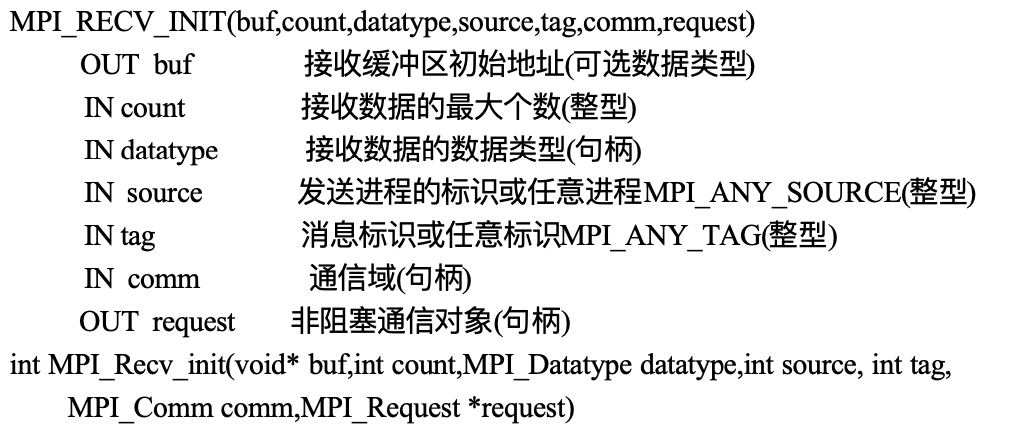 MPI_RECV_INIT(buf,count,datatype,source,tag,comm,request)
OUT buf 接收缓冲区初始地址(可选数据类型)
IN count 接收数据的最大个数(整型)
IN datatype 接收数据的数据类型(句柄)
IN source 发送进程的标识或任意进程MPI_ANY_SOURCE(整型)
IN tag 消息标识或任意标识MPI_ANY_TAG(整型)
IN comm 通信域(句柄)
OUT request 非阻塞通信对象(句柄)
int MPI_Recv_init(void* buf,int count,MPI_Datatype datatype,int source, int tag,
MPI_Comm comm,MPI_Request *request)